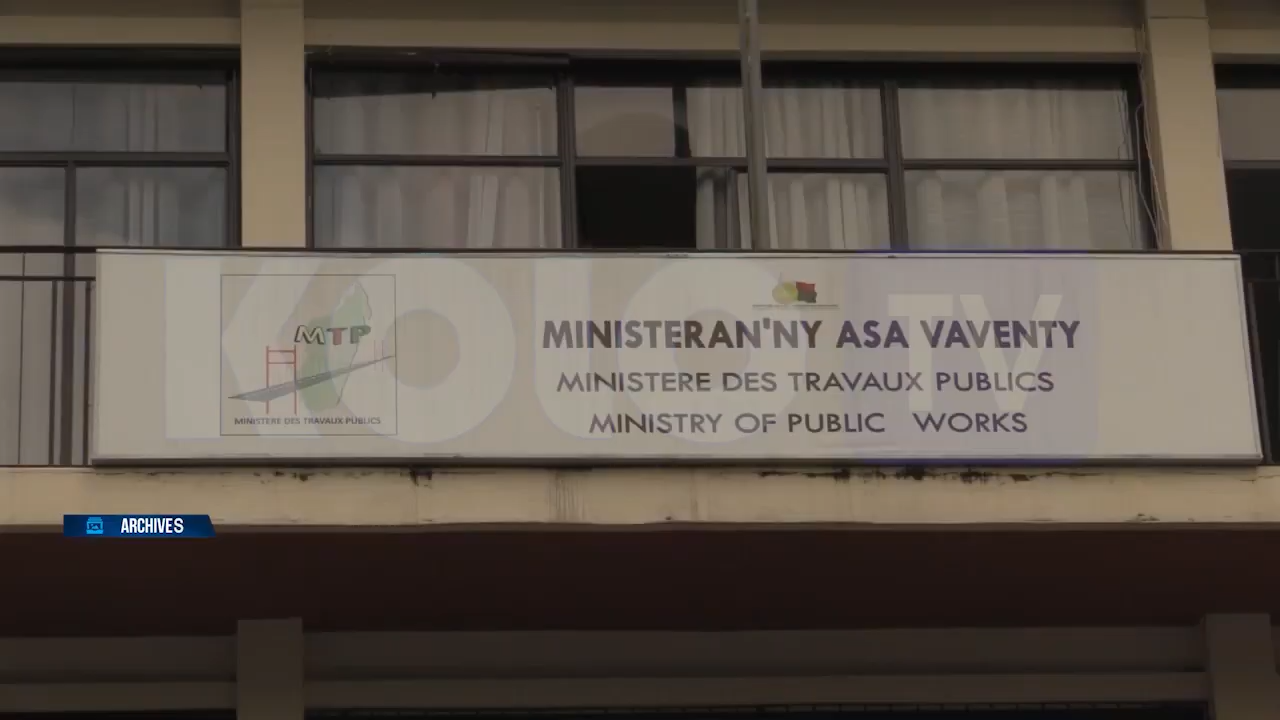 KOLO TV
MTP
MINISTERE DES TRAVAUX PUBLICS
MINISTERAN'NY ASA VAVENTY
MINISTERE DES TRAVAUX PUBLICS
MINISTRY OF PUBLIC WORKS
ARCHIVES